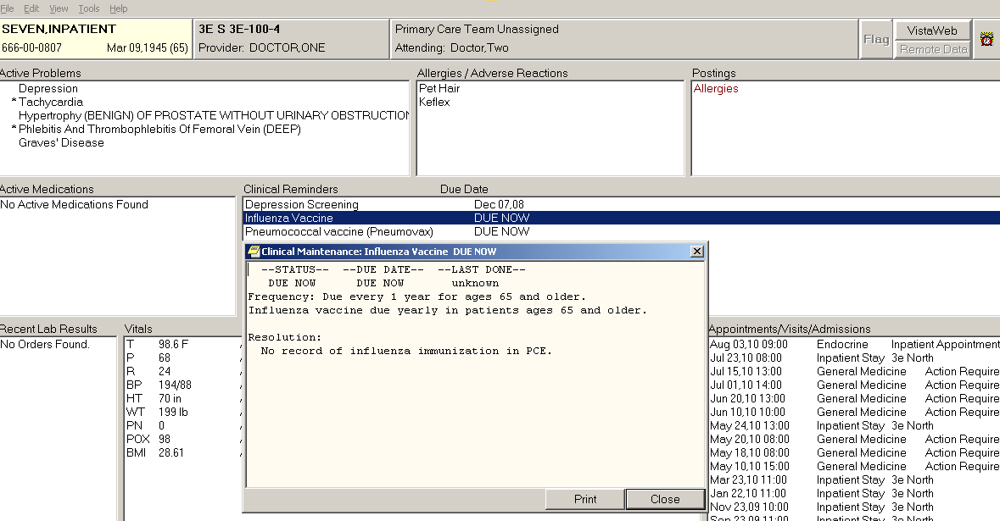 File Edit View Tools Help
SEVEN,INPATIENT
666-00-0807 Mar 09,1945 (65)
3E S 3E-100-4
Provider: DOCTOR,ONE
Primary Care Team Unassigned
Attending: Doctor,Two
Flag
VistaWeb
Remote Data
Active Problems
Depression
* Tachycardia
Hypertrophy (BENIGN) OF PROSTATE WITHOUT URINARY OBSTRUCTION
* Phlebitis And Thrombophlebitis Of Femoral Vein (DEEP)
Graves' Disease
Allergies / Adverse Reactions
Pet Hair
Keflex
Postings
Allergies
Active Medications
No Active Medications Found
Clinical Reminders Due Date
Depression Screening Dec 07,08
Influenza Vaccine DUE NOW
Pneumococcal vaccine (Pneumovax) DUE NOW
Clinical Maintenance: Influenza Vaccine DUE NOW
--STATUS-- --DUE DATE-- --LAST DONE--
DUE NOW DUE NOW unknown
Frequency: Due every 1 year for ages 65 and older.
Influenza vaccine due yearly in patients ages 65 and older.
Resolution:
No record of influenza immunization in PCE.
Print Close
Recent Lab Results
No Orders Found.
Vitals
T 98.6 F
P 68
R 24
BP 194/88
HT 70 in
WT 199 lb
PN 0
POX 98
BMI 28.61
Appointments/Visits/Admissions
Aug 03,10 09:00 Endocrine Inpatient Appointment
Jul 23,10 08:00 Inpatient Stay 3e North
Jul 15,10 13:00 General Medicine Action Require
Jul 01,10 14:00 General Medicine Action Require
Jun 20,10 13:00 General Medicine Action Require
Jun 10,10 10:00 General Medicine Action Require
May 24,10 13:00 Inpatient Stay 3e North
May 20,10 08:00 General Medicine Action Require
May 18,10 08:00 General Medicine Action Require
May 10,10 15:00 General Medicine Action Require
Mar 23,10 11:00 Inpatient Stay 3e North
Jan 22,10 11:00 Inpatient Stay 3e North
Nov 23,09 10:00 Inpatient Stay 3e North
Sep 23,09 11:00 Inpatient Stay 3e North